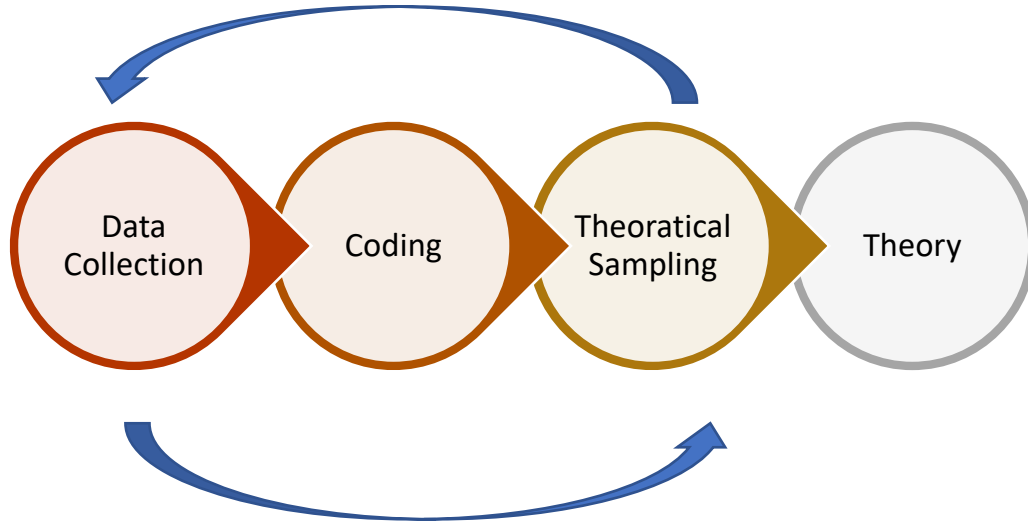 Data
Collection
Coding
Theoratical
Sampling
Theory